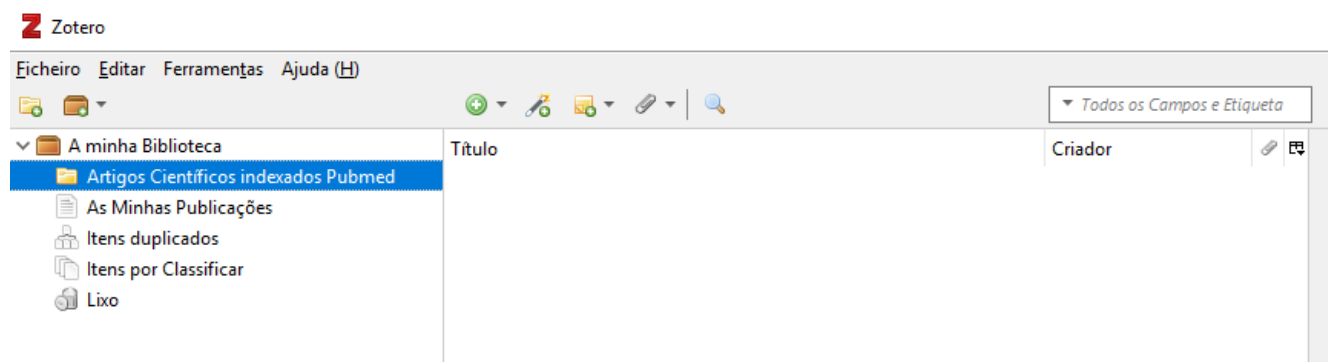 Zotero
Ficheiro Editar Ferramentas Ajuda (H)
Todos os Campos e Etiqueta
A minha Biblioteca
Título Criador
Artigos Científicos indexados Pubmed
As Minhas Publicações
Itens duplicados
Itens por Classificar
Lixo